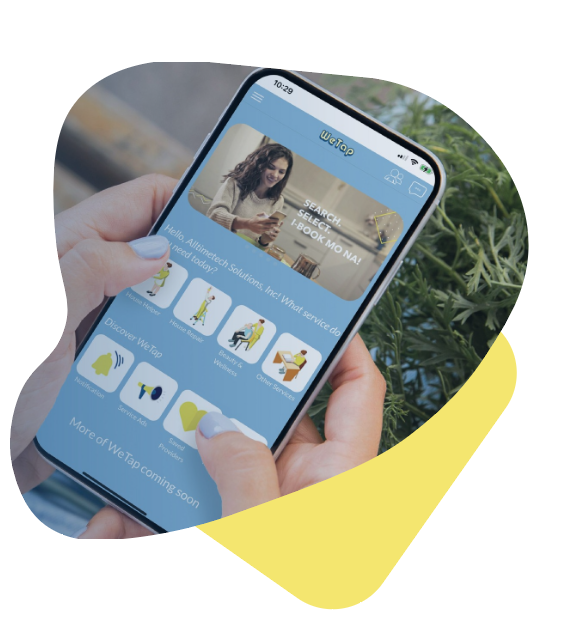 10:29
WeTap
SEARCH.
SELECT.
I-BOOK MO NA!
Hello, Alltimetech Solutions, Inc! What service do
need today?
House Helper
House Repair
Beauty &
Wellness
Other Services
Discover WeTap
Notification
Service Ads
Saved
Providers
More of WeTap coming soon